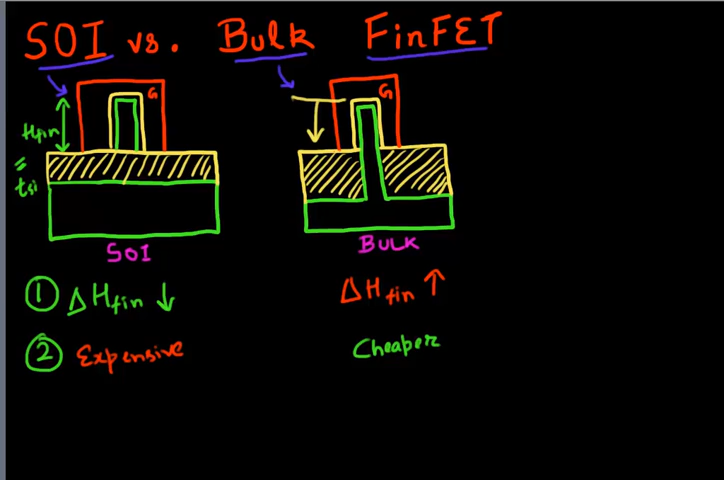 SOI vs. Bulk FinFET
G G
Hfin
=
tsi
SOI BULK
① ΔHfin ↓ ΔHfin ↑
② Expensive Cheaper